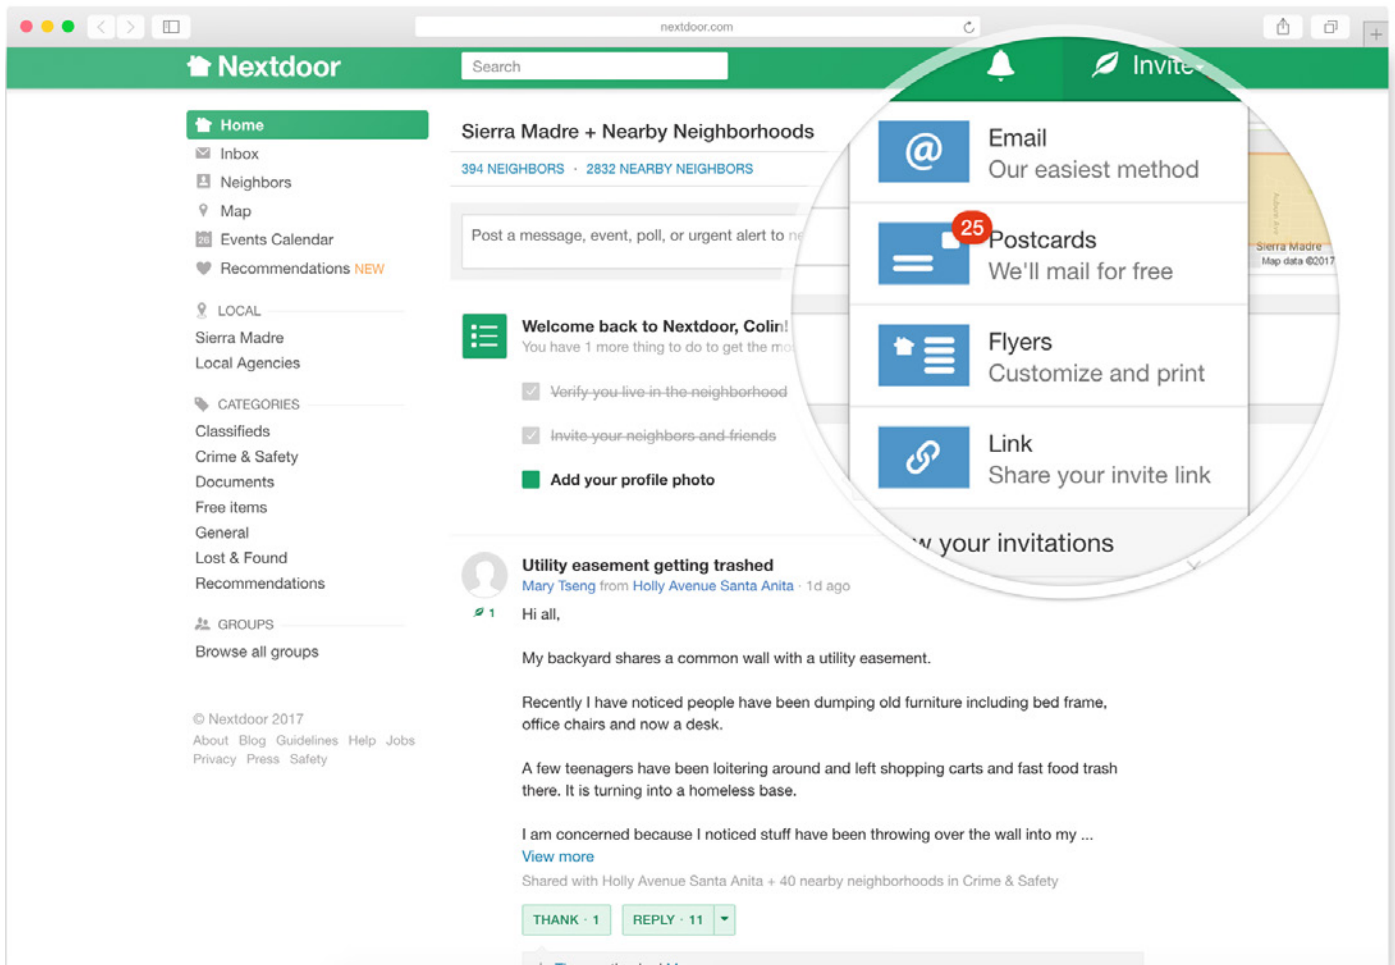 nextdoor.com
Nextdoor
Search
Invite
Home
Inbox
Neighbors
Map
26
Events Calendar
Recommendations NEW
LOCAL
Sierra Madre
Local Agencies
CATEGORIES
Classifieds
Crime & Safety
Documents
Free items
General
Lost & Found
Recommendations
GROUPS
Browse all groups
© Nextdoor 2017
About Blog Guidelines Help Jobs
Privacy Press Safety
Sierra Madre + Nearby Neighborhoods
394 NEIGHBORS · 2832 NEARBY NEIGHBORS
Post a message, event, poll, or urgent alert to
Welcome back to Nextdoor, Colin!
You have 1 more thing to do to get the
Verify you live in the neighborhood
Invite your neighbors and friends
Add your profile photo
Utility easement getting trashed
Mary Tseng from Holly Avenue Santa Anita · 1d ago
1
Hi all,
My backyard shares a common wall with a utility easement.
Recently I have noticed people have been dumping old furniture including bed frame,
office chairs and now a desk.
A few teenagers have been loitering around and left shopping carts and fast food trash
there. It is turning into a homeless base.
I am concerned because I noticed stuff have been throwing over the wall into my ...
View more
Shared with Holly Avenue Santa Anita + 40 nearby neighborhoods in Crime & Safety
THANK · 1
REPLY · 11
@
Email
Our easiest method
25
Postcards
We'll mail for free
Flyers
Customize and print
Link
Share your invite link
your invitations
Sierra Madre
Map data ©2017